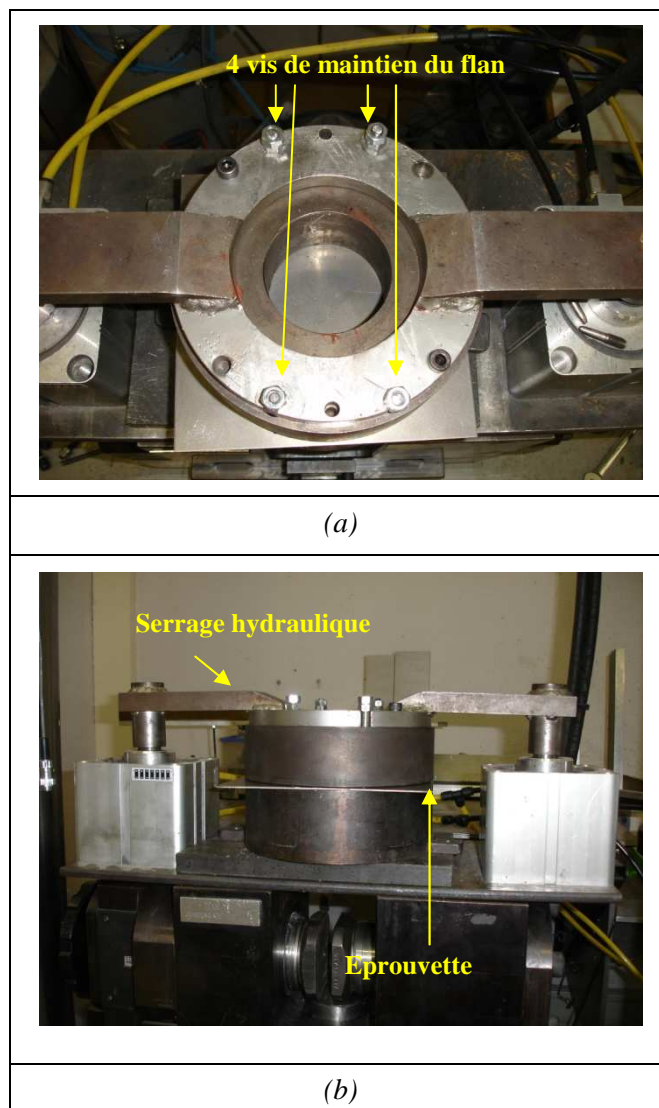 4 vis de maintien du flan
(a)
Serrage hydraulique
Eprouvette
(b)